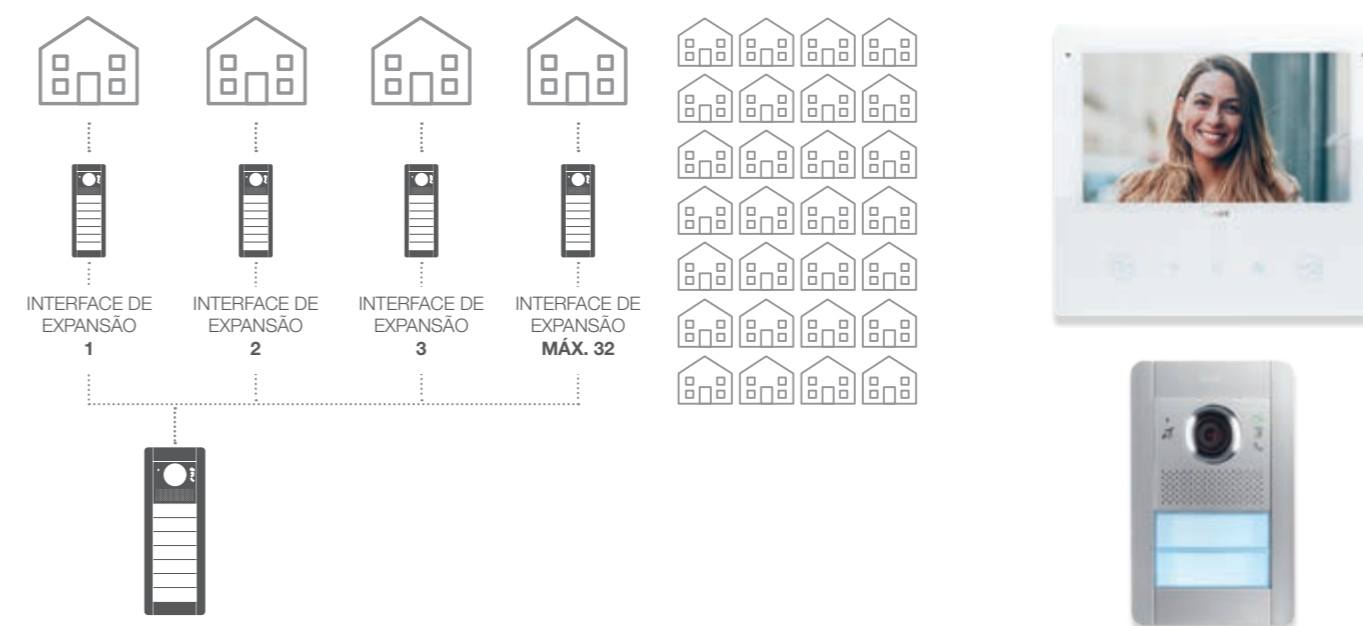 INTERFACE DE
EXPANSÃO
1
INTERFACE DE
EXPANSÃO
2
INTERFACE DE
EXPANSÃO
3
INTERFACE DE
EXPANSÃO
MÁX. 32